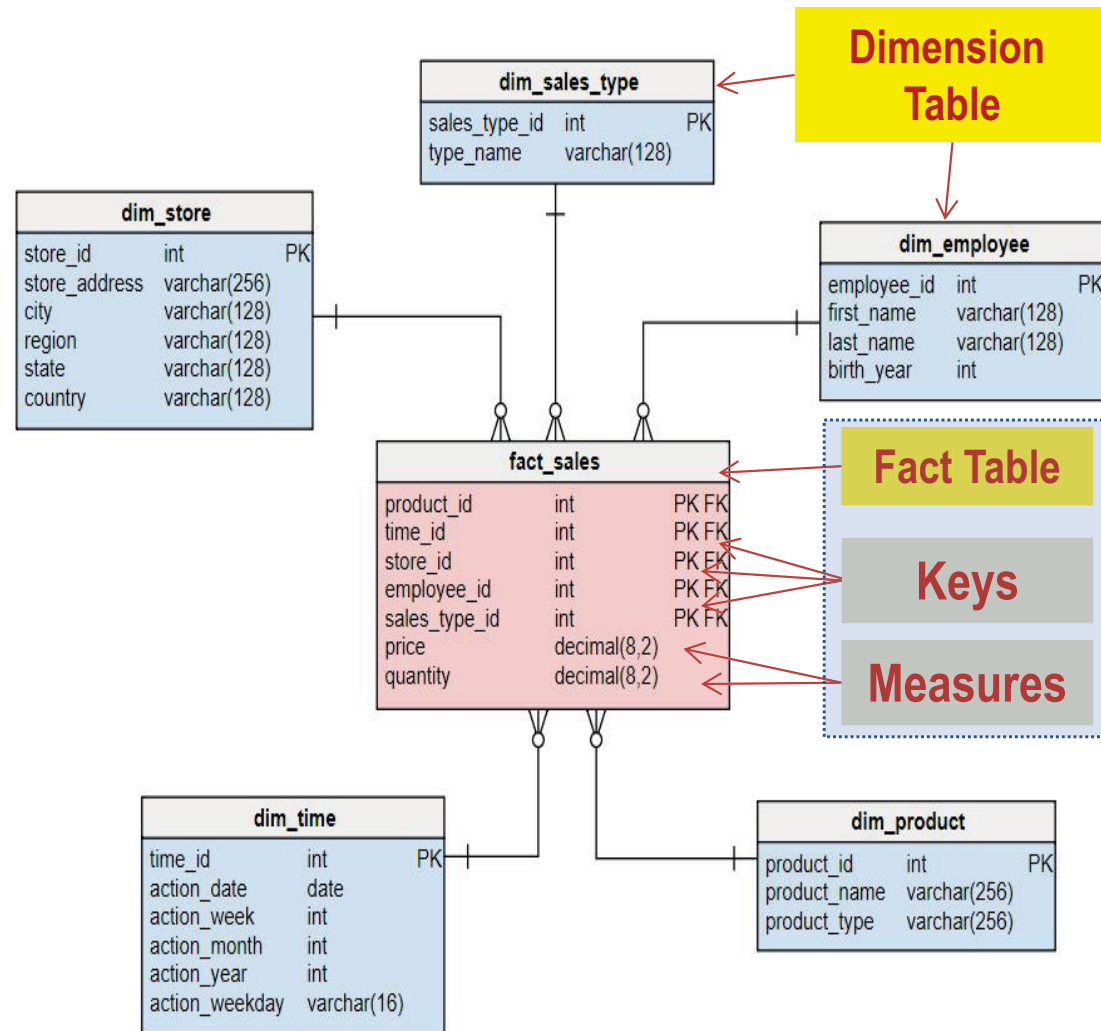 Dimension
Table
dim_sales_type
sales_type_id int PK
type_name varchar(128)
dim_store
store_id int PK
store_address varchar(256)
city varchar(128)
region varchar(128)
state varchar(128)
country varchar(128)
dim_employee
employee_id int PK
first_name varchar(128)
last_name varchar(128)
birth_year int
fact_sales
product_id int PK FK
time_id int PK FK
store_id int PK FK
employee_id int PK FK
sales_type_id int PK FK
price decimal(8,2)
quantity decimal(8,2)
Fact Table
Keys
Measures
dim_time
time_id int PK
action_date date
action_week int
action_month int
action_year int
action_weekday varchar(16)
dim_product
product_id int PK
product_name varchar(256)
product_type varchar(256)